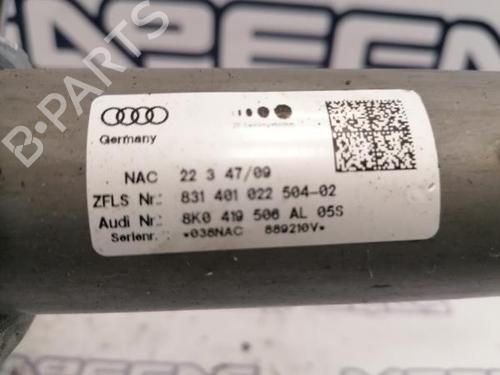 B-PARTS
Germany
NAC 22 3 47/09
ZFLS Nr.: 831 401 022 504-02
Audi Nr.: 8K0 419 506 AL 05S
Serienr. *038NAC 889210V*